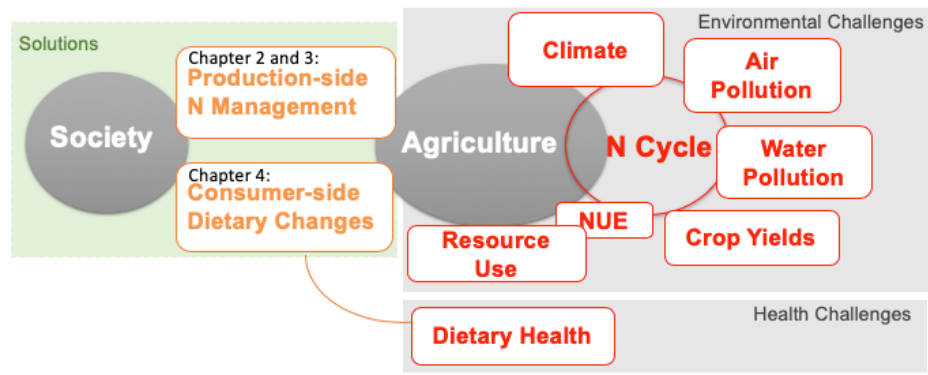 Solutions
Society
Chapter 2 and 3:
Production-side
N Management
Chapter 4:
Consumer-side
Dietary Changes
Environmental Challenges
Climate
Air
Pollution
Agriculture
N Cycle
Water
Pollution
NUE
Crop Yields
Resource
Use
Health Challenges
Dietary Health